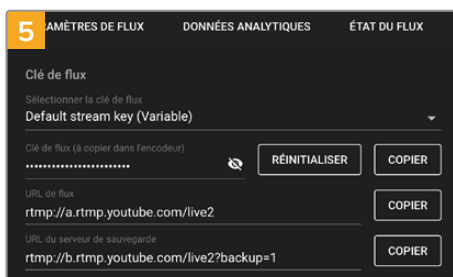 5
PARAMÈTRES DE FLUX DONNÉES ANALYTIQUES ÉTAT DU FLUX
Clé de flux
Sélectionner la clé de flux
Default stream key (Variable)
Clé de flux (à copier dans l'encodeur)
•••••••••••••••••••••••• RÉINITIALISER COPIER
URL de flux
rtmp://a.rtmp.youtube.com/live2 COPIER
URL du serveur de sauvegarde
rtmp://b.rtmp.youtube.com/live2?backup=1 COPIER